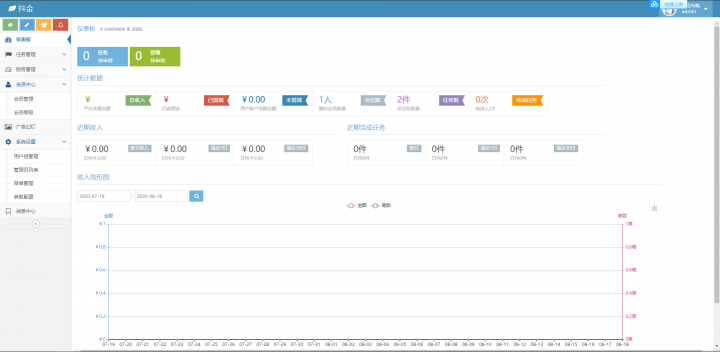 抖金
admin
仪表板
任务管理
财务管理
会员中心
会员管理
会员等级
广告幻灯
系统设置
用户组管理
管理员列表
菜单管理
参数配置
消息中心
仪表板 » overview & stats
0 任务 待审核
0 提现 待审核
统计数据
¥ 总收入
平台充值总额
¥ 已提现
已返佣金
¥ 0.00 未提现
用户账户余额总额
1人 会员数
2件 任务数
总任务数量
0次 完成任务
完成人次
近期收入
¥ 0.00 昨日收入
日均¥ 0.00
¥ 0.00 最近7日
日均¥ 0.00
¥ 0.00 最近30日
日均¥ 0.00
近期完成任务
0件 昨日
日均0件
0件 最近7日
日均0件
0件 最近30日
日均0件
收入线形图
2020-07-19 - 2020-08-18
金额 笔数
金额
¥ 1
¥ 0.8
¥ 0.6
¥ 0.4
¥ 0.2
¥ 0
笔数
1笔
0.8笔
0.6笔
0.4笔
0.2笔
0笔
07-19 07-20 07-21 07-22 07-23 07-24 07-25 07-26 07-27 07-28 07-29 07-30 07-31 08-01 08-02 08-03 08-04 08-05 08-06 08-07 08-08 08-09 08-10 08-11 08-12 08-13 08-14 08-15 08-16 08-17 08-18